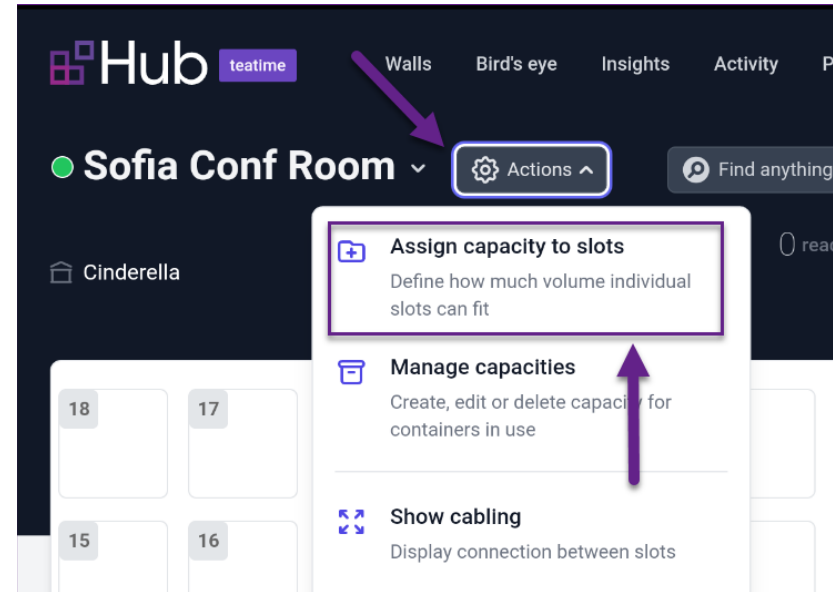 Hub teatime Walls Bird's eye Insights Activity
Sofia Conf Room Actions Find anything
Cinderella
Assign capacity to slots
Define how much volume individual
slots can fit
Manage capacities
Create, edit or delete capacity for
containers in use
Show cabling
Display connection between slots
18 17
15 16